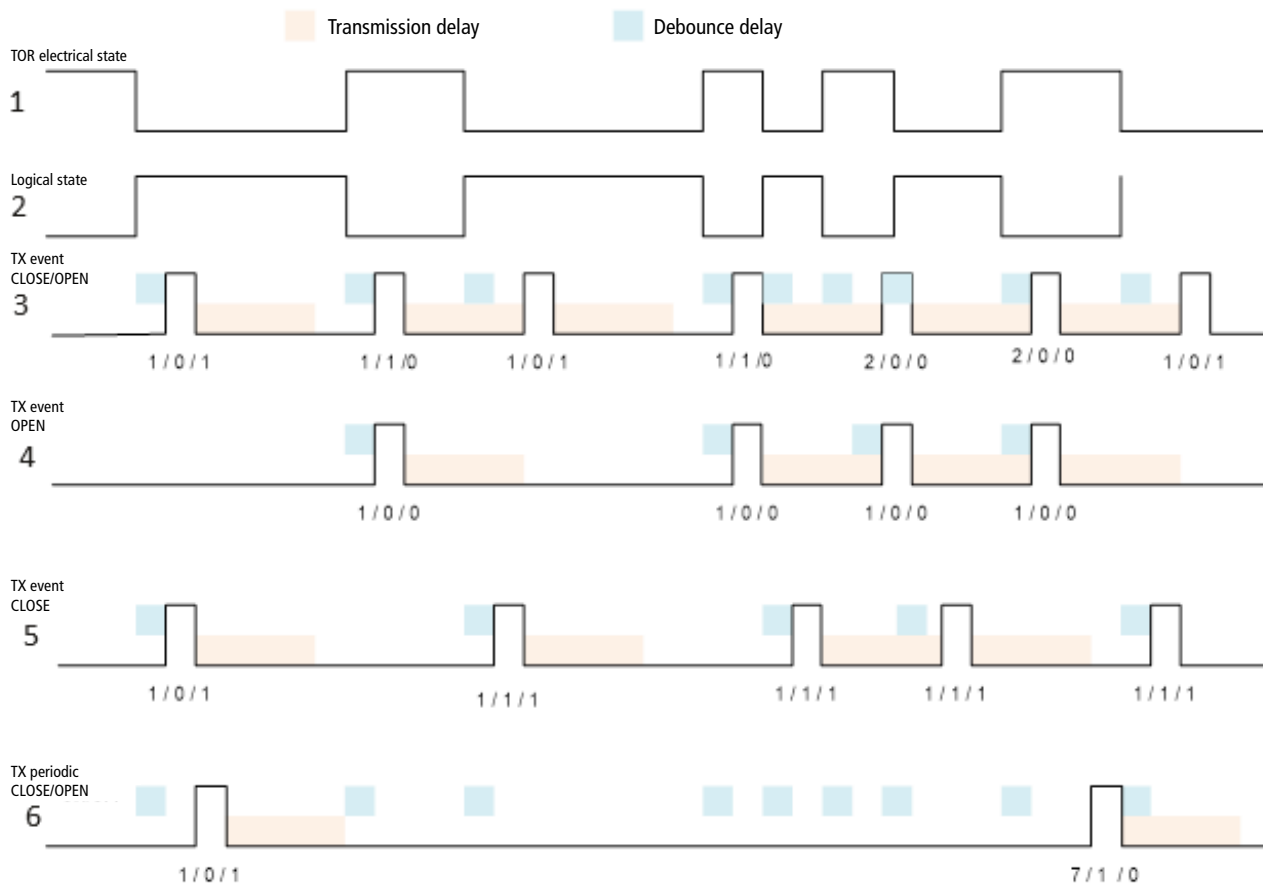 Transmission delay
Debounce delay
TOR electrical state
1
Logical state
2
TX event
CLOSE/OPEN
3
1 / 0 / 1
1 / 1 /0
1 / 0 / 1
1 / 1 /0
2 / 0 / 0
2 / 0 / 0
1 / 0 / 1
TX event
OPEN
4
1 / 0 / 0
1 / 0 / 0
1 / 0 / 0
1 / 0 / 0
TX event
CLOSE
5
1 / 0 / 1
1 / 1 / 1
1 / 1 / 1
1 / 1 / 1
1 / 1 / 1
TX periodic
CLOSE/OPEN
6
1 / 0 / 1
7 / 1 / 0